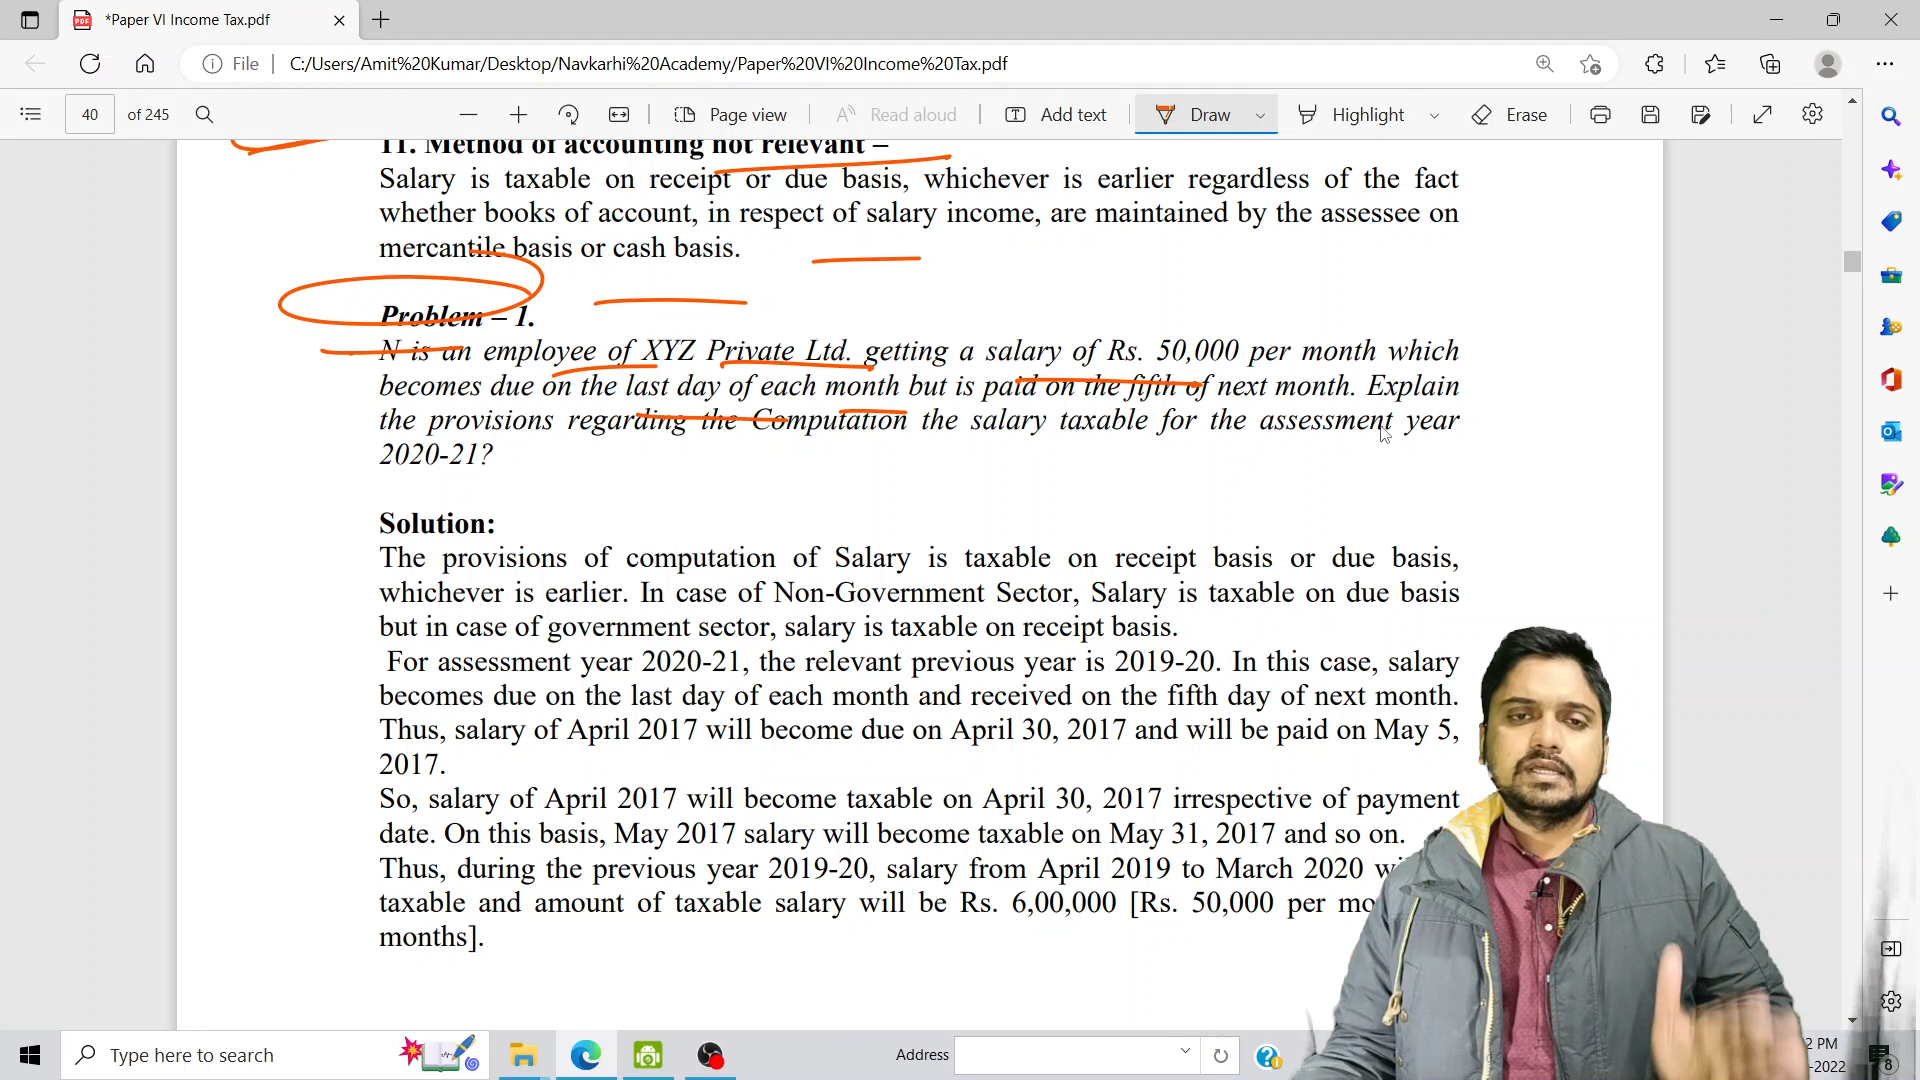 *Paper VI Income Tax.pdf
File
C:/Users/Amit%20Kumar/Desktop/Navkarhi%20Academy/Paper%20VI%20Income%20Tax.pdf
40 of 245
Page view
Read aloud
Add text
Draw
Highlight
Erase
11. Method of accounting not relevant –
Salary is taxable on receipt or due basis, whichever is earlier regardless of the fact
whether books of account, in respect of salary income, are maintained by the assessee on
mercantile basis or cash basis.
Problem – 1.
N is an employee of XYZ Private Ltd. getting a salary of Rs. 50,000 per month which
becomes due on the last day of each month but is paid on the fifth of next month. Explain
the provisions regarding the Computation the salary taxable for the assessment year
2020-21?
Solution:
The provisions of computation of Salary is taxable on receipt basis or due basis,
whichever is earlier. In case of Non-Government Sector, Salary is taxable on due basis
but in case of government sector, salary is taxable on receipt basis.
For assessment year 2020-21, the relevant previous year is 2019-20. In this case, salary
becomes due on the last day of each month and received on the fifth day of next month.
Thus, salary of April 2017 will become due on April 30, 2017 and will be paid on May 5,
2017.
So, salary of April 2017 will become taxable on April 30, 2017 irrespective of payment
date. On this basis, May 2017 salary will become taxable on May 31, 2017 and so on.
Thus, during the previous year 2019-20, salary from April 2019 to March 2020
taxable and amount of taxable salary will be Rs. 6,00,000 [Rs. 50,000 per
months].
Type here to search
Address
2 PM
-2022
8